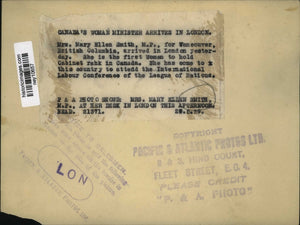 CANADA'S WOMAN MINISTER ARRIVES IN LONDON.
Mrs. Mary Ellen Smith, M.P., for Vancouver,
British Columbia, arrived in London yester-
day. She is the first Woman to hold
Cabinet rank in Canada. She has come to
this country to attend the International
Labour Conference of the League of Nations.
P & A PHOTO SHOWS MRS. MARY ELLEN SMITH,
M.P., AT HER DESK IN LONDON THIS AFTERNOON.
LON
COPYRIGHT
PACIFIC & ATLANTIC PHOTOS LTD.
HIND COURT,
FLEET STREET, E.C.4.
PLEASE CREDIT
"P. & A. PHOTO"